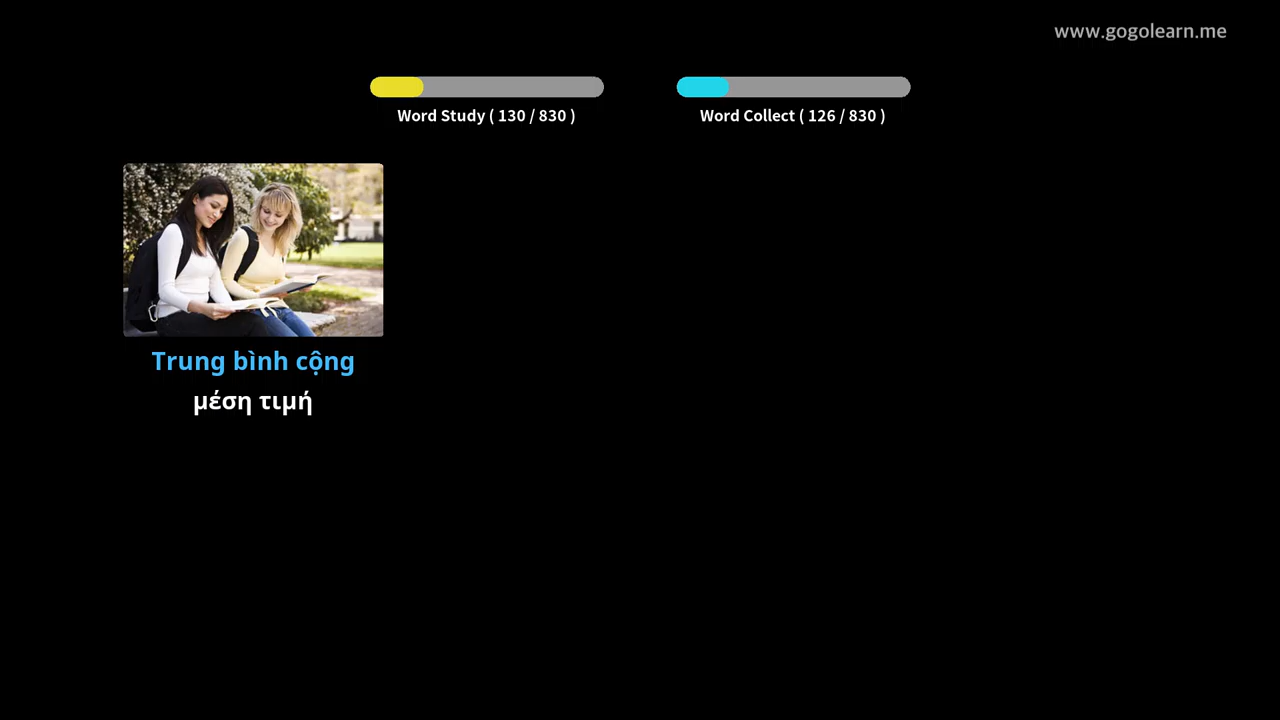 www.gogolearn.me
Word Study ( 130 / 830 )
Word Collect ( 126 / 830 )
Trung bình cộng
μέση τιμή